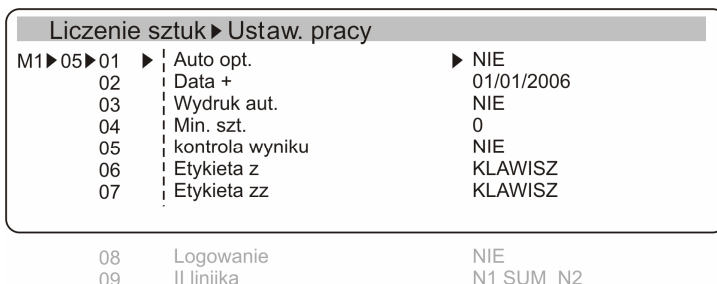 Liczenie sztuk ▶ Ustaw. pracy
M1 ▶ 05 ▶ 01 ▶ Auto opt. ▶ NIE
02 Data + 01/01/2006
03 Wydruk aut. NIE
04 Min. szt. 0
05 kontrola wyniku NIE
06 Etykieta z KLAWISZ
07 Etykieta zz KLAWISZ
08 Logowanie NIE
09 II linijka N1 SUM N2